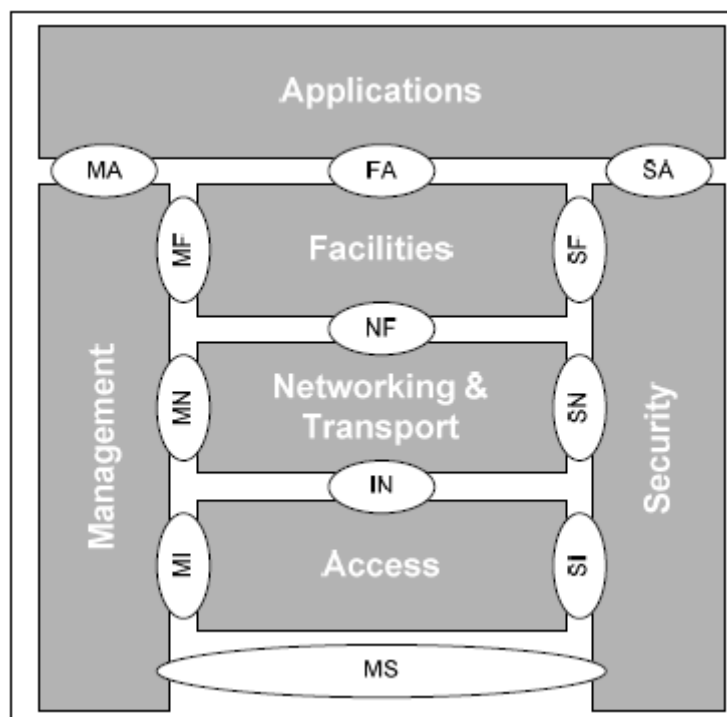 Applications
MA
FA
SA
MF
Facilities
SF
NF
Management
MN
Networking &
Transport
SN
Security
IN
MI
Access
SI
MS